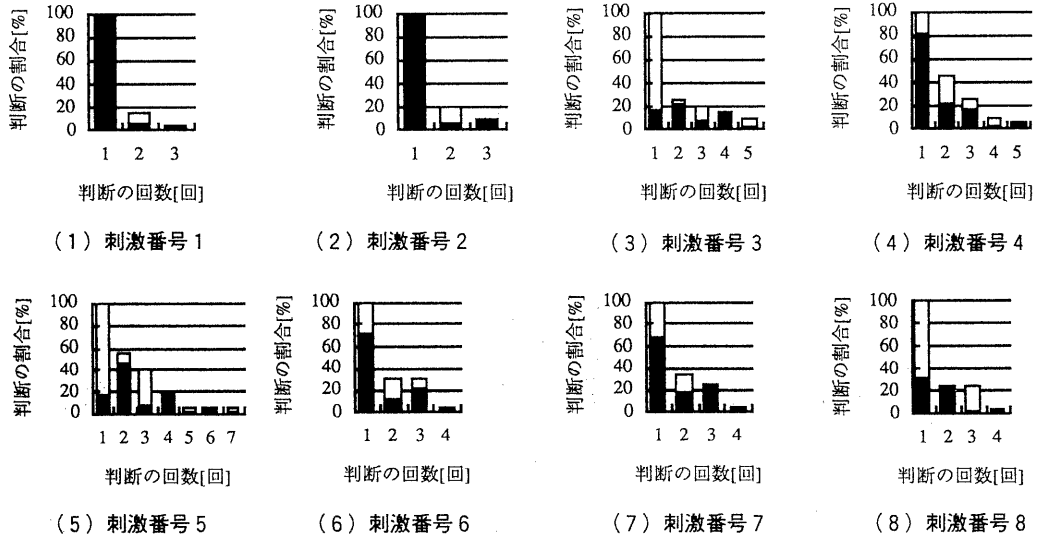 判断の割合[%]
100
80
60
40
20
0
1 2 3
判断の回数[回]
(1) 刺激番号1
判断の割合[%]
100
80
60
40
20
0
1 2 3
判断の回数[回]
(2) 刺激番号2
判断の割合[%]
100
80
60
40
20
0
1 2 3 4 5
判断の回数[回]
(3) 刺激番号3
判断の割合[%]
100
80
60
40
20
0
1 2 3 4 5
判断の回数[回]
(4) 刺激番号4
判断の割合[%]
100
80
60
40
20
0
1 2 3 4 5 6 7
判断の回数[回]
(5) 刺激番号5
判断の割合[%]
100
80
60
40
20
0
1 2 3 4
判断の回数[回]
(6) 刺激番号6
判断の割合[%]
100
80
60
40
20
0
1 2 3 4
判断の回数[回]
(7) 刺激番号7
判断の割合[%]
100
80
60
40
20
0
1 2 3 4
判断の回数[回]
(8) 刺激番号8